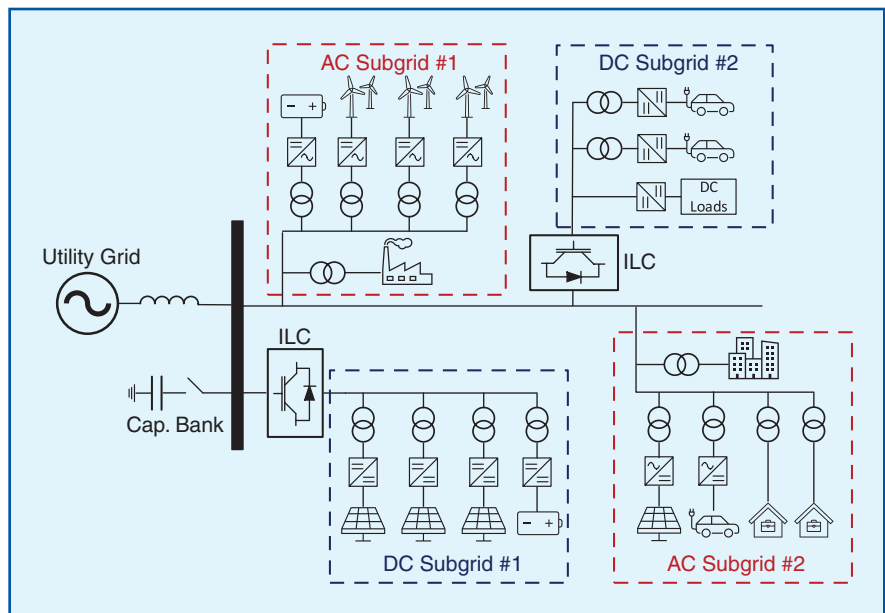 AC Subgrid #1
DC Subgrid #2
- +
DC
Loads
Utility Grid
ILC
ILC
Cap. Bank
- +
DC Subgrid #1
AC Subgrid #2